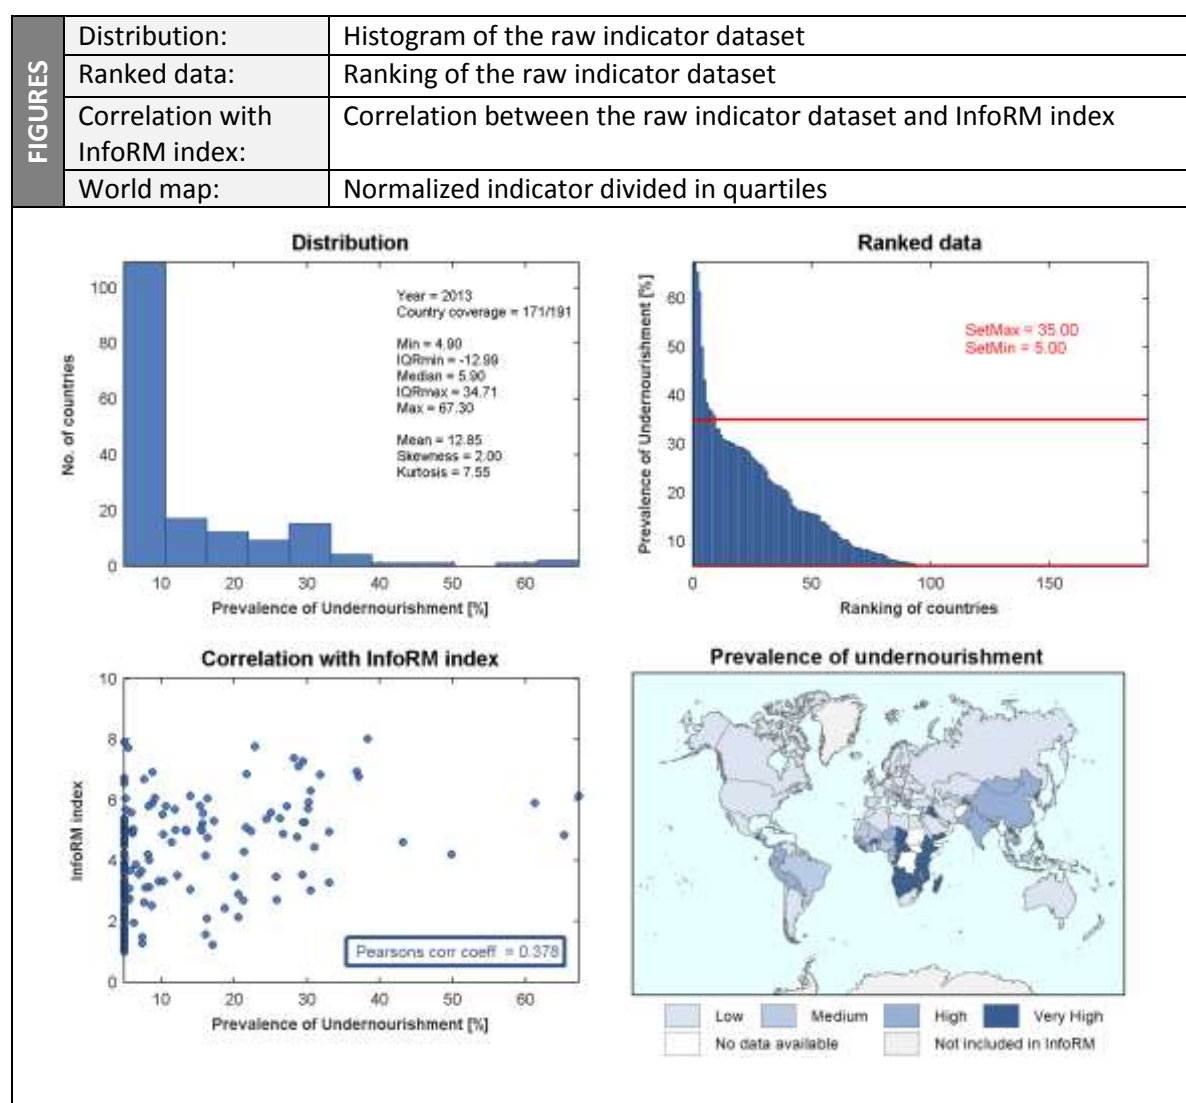 FIGURES
Distribution: Histogram of the raw indicator dataset
Ranked data: Ranking of the raw indicator dataset
Correlation with Correlation between the raw indicator dataset and InfoRM index
InfoRM index:
World map: Normalized indicator divided in quartiles
Distribution
No. of countries
100
80
60
40
20
0
Year = 2013
Country coverage = 171/191
Min = 4.90
IQRmin = -12.99
Median = 5.90
IQRmax = 34.71
Max = 67.30
Mean = 12.85
Skewness = 2.00
Kurtosis = 7.55
10 20 30 40 50 60
Prevalence of Undernourishment [%]
Ranked data
Prevalence of Undernourishment [%]
60
50
40
30
20
10
SetMax = 35.00
SetMin = 5.00
0 50 100 150
Ranking of countries
Correlation with InfoRM index
InfoRM index
10
8
6
4
2
0
Pearsons corr coeff = 0.378
10 20 30 40 50 60
Prevalence of Undernourishment [%]
Prevalence of undernourishment
Low Medium High Very High
No data available Not included in InfoRM